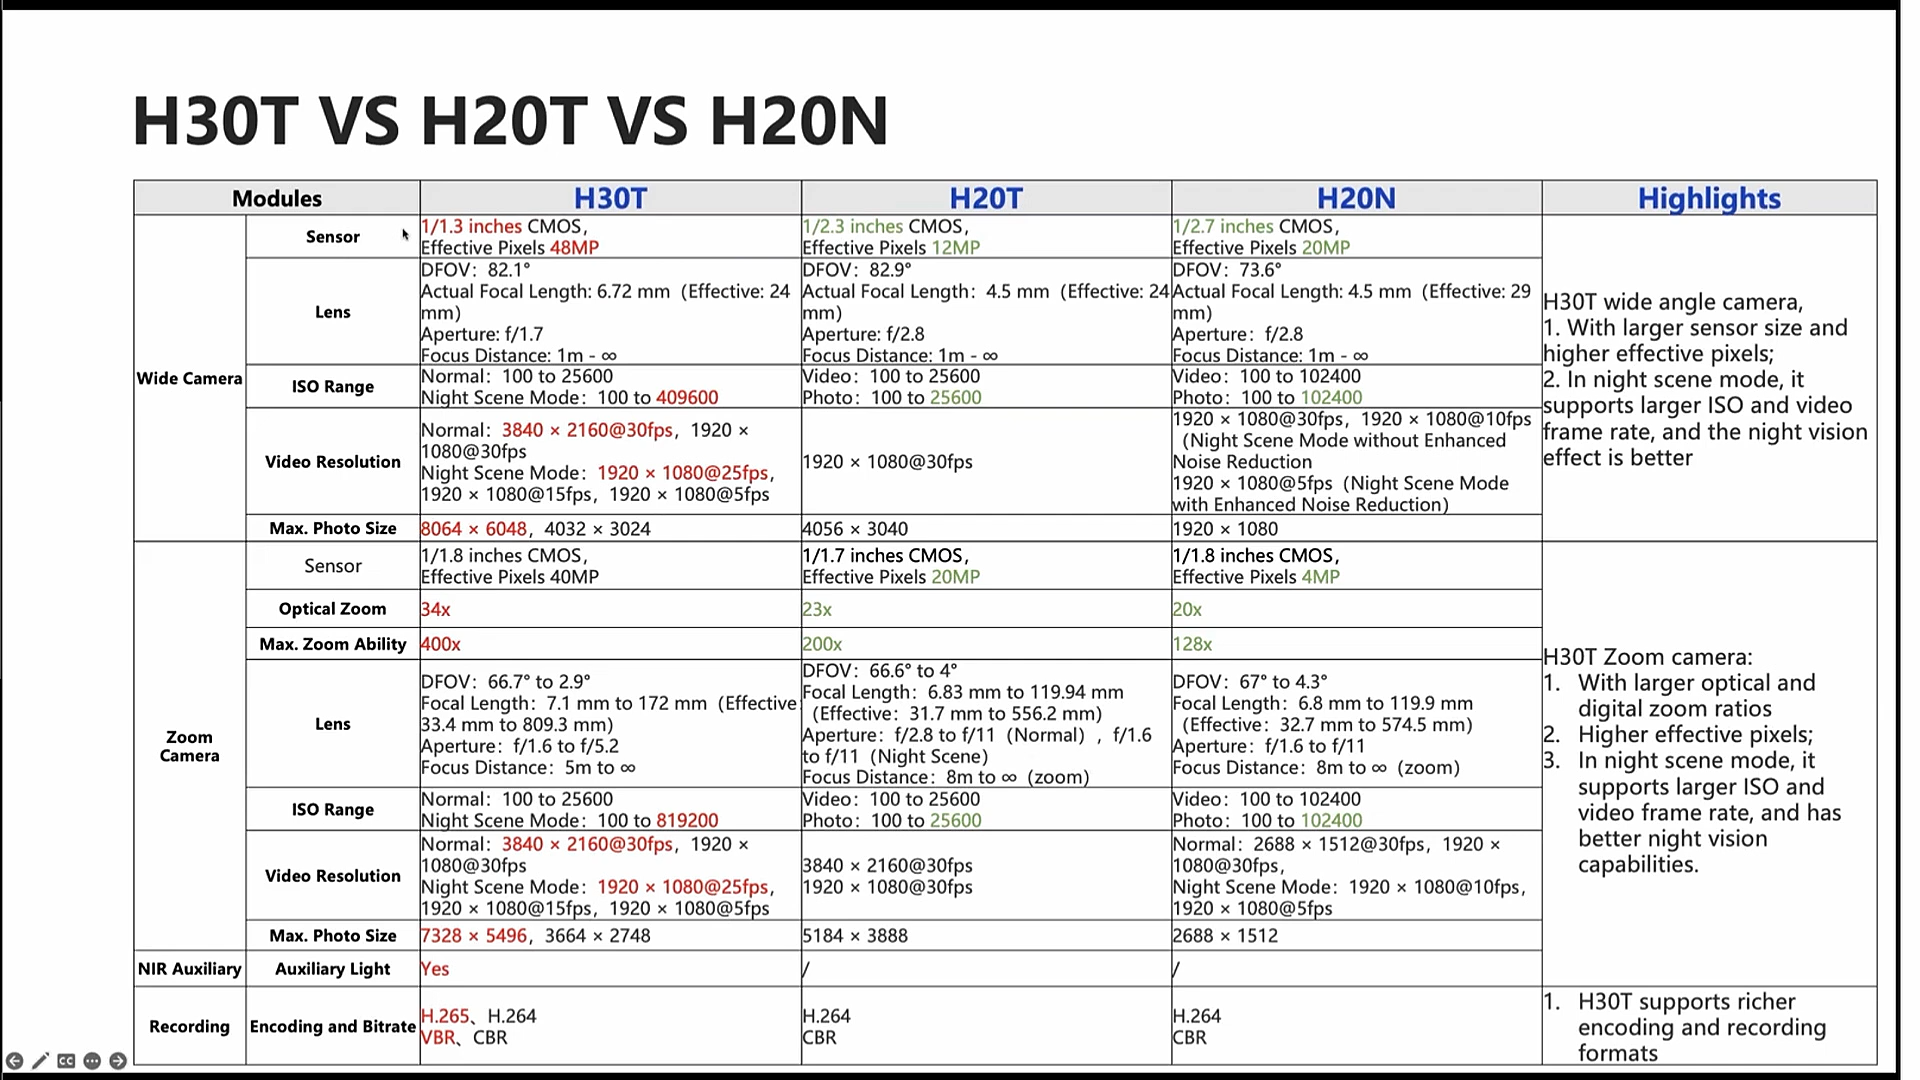 H30T VS H20T VS H20N
Modules
H30T
H20T
H20N
Highlights
Wide Camera
Sensor
1/1.3 inches CMOS,
Effective Pixels 48MP
1/2.3 inches CMOS,
Effective Pixels 12MP
1/2.7 inches CMOS,
Effective Pixels 20MP
Lens
DFOV: 82.1°
Actual Focal Length: 6.72 mm (Effective: 24
mm)
Aperture: f/1.7
Focus Distance: 1m - ∞
DFOV: 82.9°
Actual Focal Length: 4.5 mm (Effective: 24
mm)
Aperture: f/2.8
Focus Distance: 1m - ∞
DFOV: 73.6°
Actual Focal Length: 4.5 mm (Effective: 29
mm)
Aperture: f/2.8
Focus Distance: 1m - ∞
ISO Range
Normal: 100 to 25600
Night Scene Mode: 100 to 409600
Video: 100 to 25600
Photo: 100 to 25600
Video: 100 to 102400
Photo: 100 to 102400
Video Resolution
Normal: 3840 × 2160@30fps, 1920 ×
1080@30fps
Night Scene Mode: 1920 × 1080@25fps,
1920 × 1080@15fps, 1920 × 1080@5fps
1920 × 1080@30fps
1920 × 1080@30fps, 1920 × 1080@10fps
(Night Scene Mode without Enhanced
Noise Reduction
1920 × 1080@5fps (Night Scene Mode
with Enhanced Noise Reduction)
Max. Photo Size
8064 × 6048, 4032 × 3024
4056 × 3040
1920 × 1080
H30T wide angle camera,
1. With larger sensor size and
higher effective pixels;
2. In night scene mode, it
supports larger ISO and video
frame rate, and the night vision
effect is better
Zoom
Camera
Sensor
1/1.8 inches CMOS,
Effective Pixels 40MP
1/1.7 inches CMOS,
Effective Pixels 20MP
1/1.8 inches CMOS,
Effective Pixels 4MP
Optical Zoom
34x
23x
20x
Max. Zoom Ability
400x
200x
128x
Lens
DFOV: 66.7° to 2.9°
Focal Length: 7.1 mm to 172 mm (Effective
33.4 mm to 809.3 mm)
Aperture: f/1.6 to f/5.2
Focus Distance: 5m to ∞
DFOV: 66.6° to 4°
Focal Length: 6.83 mm to 119.94 mm
(Effective: 31.7 mm to 556.2 mm)
Aperture: f/2.8 to f/11 (Normal) , f/1.6
to f/11 (Night Scene)
Focus Distance: 8m to ∞ (zoom)
DFOV: 67° to 4.3°
Focal Length: 6.8 mm to 119.9 mm
(Effective: 32.7 mm to 574.5 mm)
Aperture: f/1.6 to f/11
Focus Distance: 8m to ∞ (zoom)
ISO Range
Normal: 100 to 25600
Night Scene Mode: 100 to 819200
Video: 100 to 25600
Photo: 100 to 25600
Video: 100 to 102400
Photo: 100 to 102400
Video Resolution
Normal: 3840 × 2160@30fps, 1920 ×
1080@30fps
Night Scene Mode: 1920 × 1080@25fps,
1920 × 1080@15fps, 1920 × 1080@5fps
3840 × 2160@30fps
1920 × 1080@30fps
Normal: 2688 × 1512@30fps, 1920 ×
1080@30fps,
Night Scene Mode: 1920 × 1080@10fps,
1920 × 1080@5fps
Max. Photo Size
7328 × 5496, 3664 × 2748
5184 × 3888
2688 × 1512
H30T Zoom camera:
1. With larger optical and
digital zoom ratios
2. Higher effective pixels;
3. In night scene mode, it
supports larger ISO and
video frame rate, and has
better night vision
capabilities.
NIR Auxiliary
Auxiliary Light
Yes
/
/
Recording
Encoding and Bitrate
H.265、H.264
VBR、CBR
H.264
CBR
H.264
CBR
1. H30T supports richer
encoding and recording
formats
CC